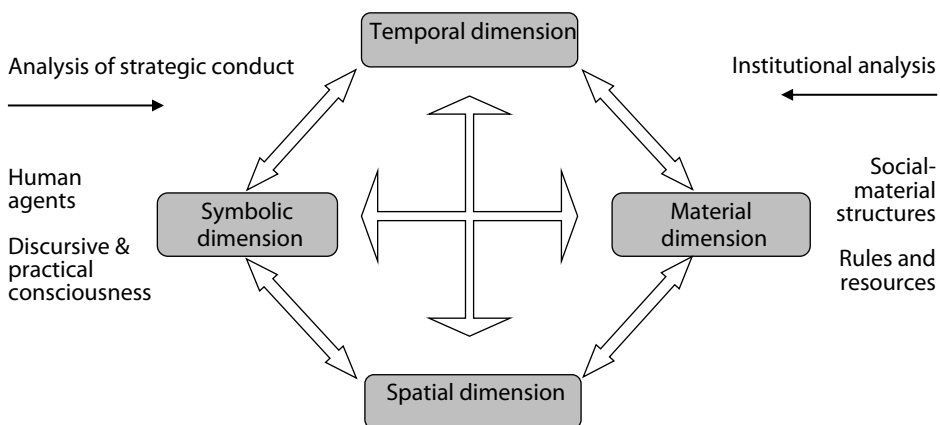 Temporal dimension
Analysis of strategic conduct
Institutional analysis
Human
agents
Discursive &
practical
consciousness
Symbolic
dimension
Material
dimension
Social-
material
structures
Rules and
resources
Spatial dimension